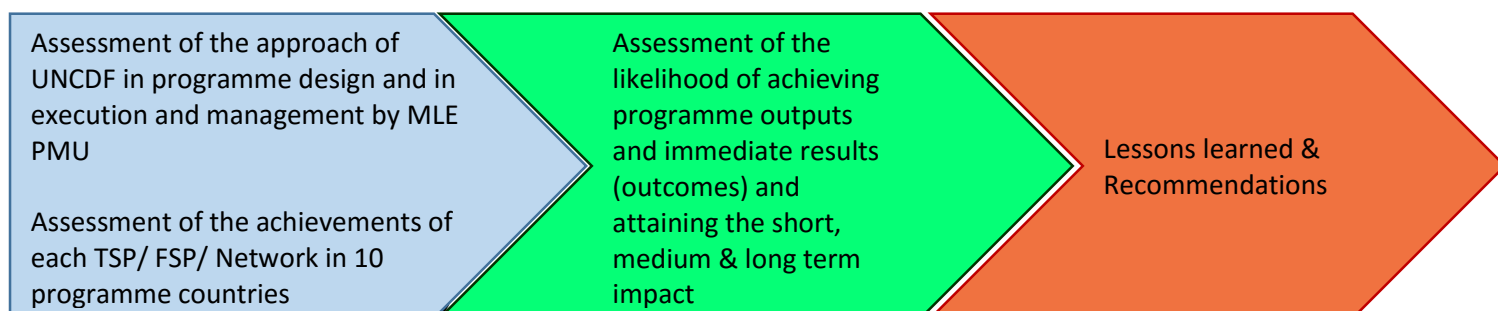 Assessment of the approach of
UNCDF in programme design and in
execution and management by MLE
PMU
Assessment of the achievements of
each TSP/ FSP/ Network in 10
programme countries
Assessment of the
likelihood of achieving
programme outputs
and immediate results
(outcomes) and
attaining the short,
medium & long term
impact
Lessons learned &
Recommendations